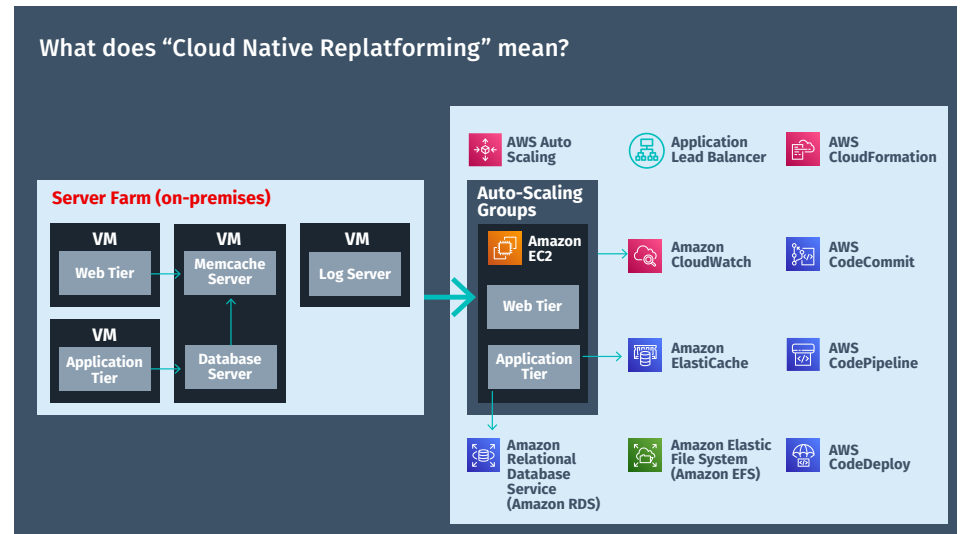 What does “Cloud Native Replatforming” mean?
Server Farm (on-premises)
VM
Web Tier
VM
Memcache
Server
VM
Log Server
VM
Application
Tier
Database
Server
AWS Auto
Scaling
Application
Lead Balancer
AWS
CloudFormation
Auto-Scaling
Groups
Amazon
EC2
Web Tier
Application
Tier
Amazon
CloudWatch
AWS
CodeCommit
Amazon
ElastiCache
AWS
CodePipeline
Amazon
Relational
Database
Service
(Amazon RDS)
Amazon Elastic
File System
(Amazon EFS)
AWS
CodeDeploy